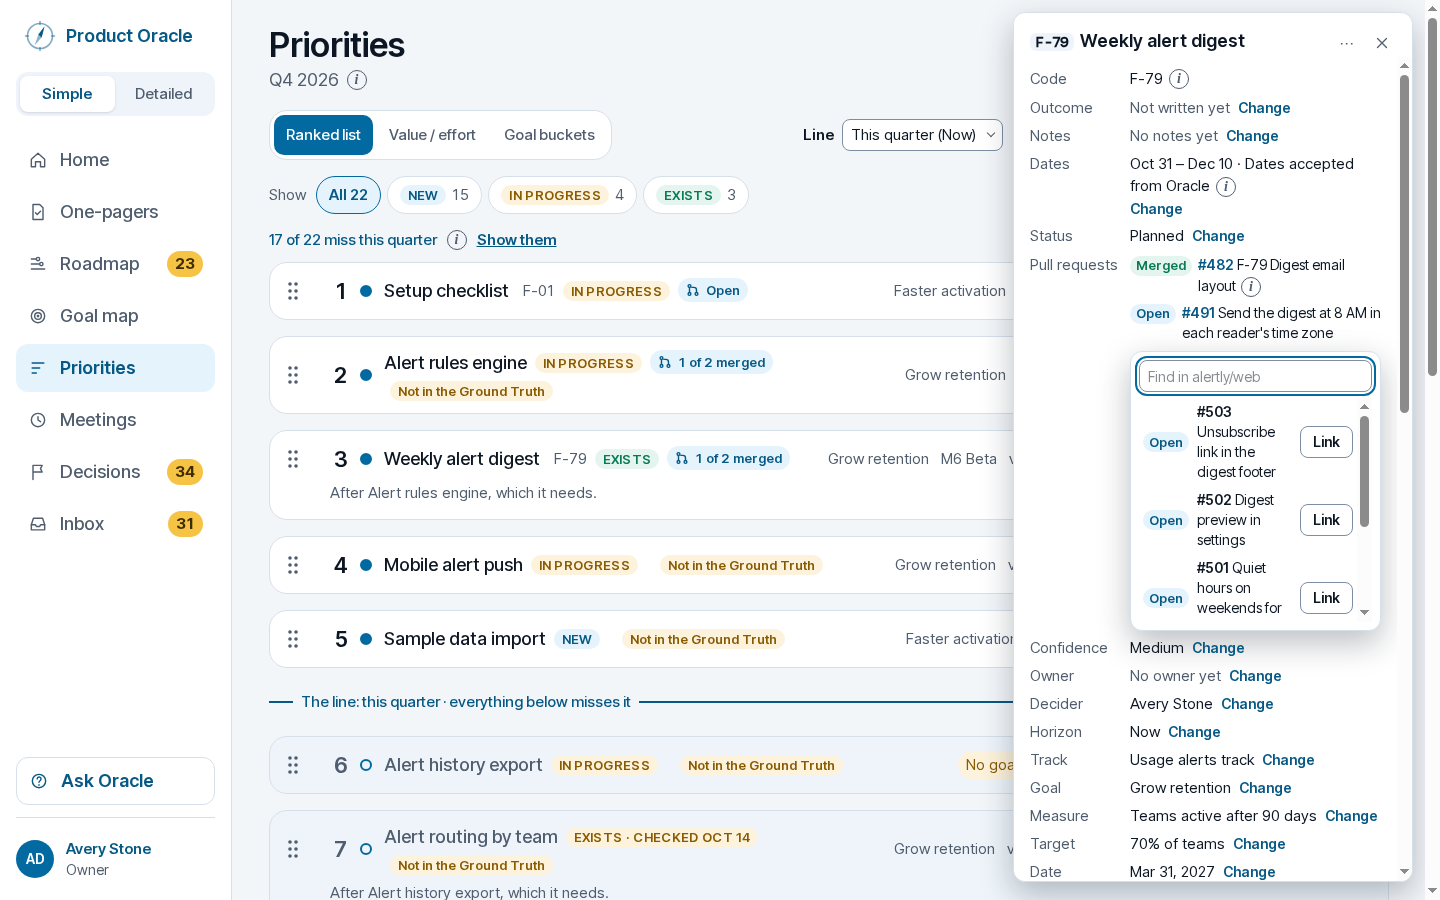 Product Oracle
Simple
Detailed
Home
One-pagers
Roadmap 23
Goal map
Priorities
Meetings
Decisions 34
Inbox 31
Ask Oracle
AD
Avery Stone
Owner
Priorities
Q4 2026 i
Ranked list
Value / effort
Goal buckets
Line This quarter (Now)
Show All 22 NEW 15 IN PROGRESS 4 EXISTS 3
17 of 22 miss this quarter i Show them
1 Setup checklist F-01 IN PROGRESS Open Faster activation
2 Alert rules engine IN PROGRESS 1 of 2 merged Grow retention
Not in the Ground Truth
3 Weekly alert digest F-79 EXISTS 1 of 2 merged Grow retention M6 Beta
After Alert rules engine, which it needs.
4 Mobile alert push IN PROGRESS Not in the Ground Truth Grow retention
5 Sample data import NEW Not in the Ground Truth Faster activation
The line: this quarter · everything below misses it
6 Alert history export IN PROGRESS Not in the Ground Truth No goa
7 Alert routing by team EXISTS · CHECKED OCT 14 Grow retention
Not in the Ground Truth
After Alert history export, which it needs.
F-79 Weekly alert digest ...
Code F-79 i
Outcome Not written yet Change
Notes No notes yet Change
Dates Oct 31 – Dec 10 · Dates accepted
from Oracle i
Change
Status Planned Change
Pull requests Merged #482 F-79 Digest email
layout i
Open #491 Send the digest at 8 AM in
each reader's time zone
Find in alertly/web
Open #503
Unsubscribe
link in the
digest footer
Link
Open #502 Digest
preview in
settings
Link
Open #501 Quiet
hours on
weekends for
Link
Confidence Medium Change
Owner No owner yet Change
Decider Avery Stone Change
Horizon Now Change
Track Usage alerts track Change
Goal Grow retention Change
Measure Teams active after 90 days Change
Target 70% of teams Change
Date Mar 31, 2027 Change